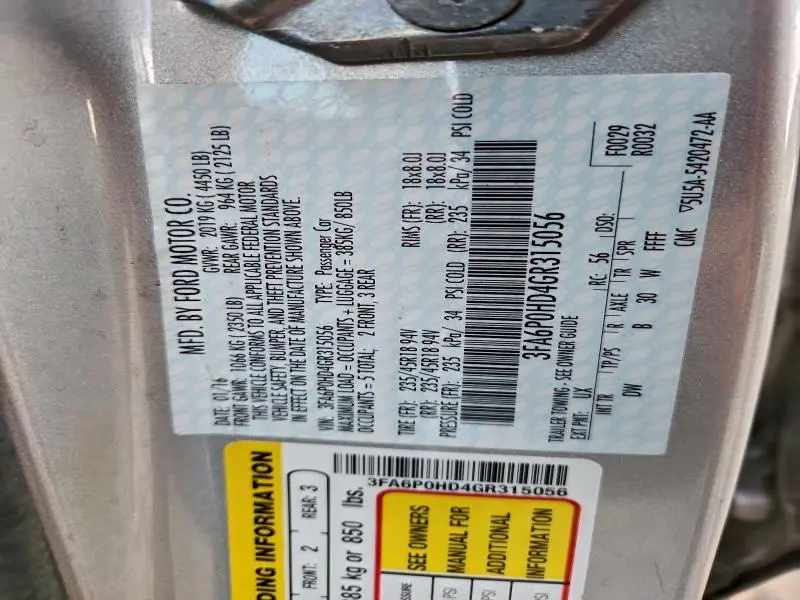 MFD. BY FORD MOTOR CO.
DATE: 01/16 GVWR: 2019 KG ( 4450 LB)
FRONT GAWR: 1066 KG ( 2350 LB) REAR GAWR: 964 KG ( 2125 LB)
THIS VEHICLE CONFORMS TO ALL APPLICABLE FEDERAL MOTOR
VEHICLE SAFETY, BUMPER, AND THEFT PREVENTION STANDARDS
IN EFFECT ON THE DATE OF MANUFACTURE SHOWN ABOVE.
VIN: 3FA6P0HD4GR315056 TYPE: Passenger Car
MAXIMUM LOAD = OCCUPANTS + LUGGAGE = 385KG/ 850LB
OCCUPANTS = 5 TOTAL; 2 FRONT, 3 REAR
TIRE (FR): 235/45R18 94V RIMS (FR): 18x8.0J
(RR): 235/45R18 94V (RR): 18x8.0J
PRESSURE (FR): 235 kPa/ 34 PSI COLD (RR): 235 kPa/ 34 PSI COLD
3FA6P0HD4GR315056
TRAILER TOWING - SEE OWNER GUIDE F0029
EXT PNT: UX RC: 56 DSO: R0032
INT TR TP/PS R AXLE TR SPR
DW B 30 W FFFF
CMC ▽5U5A-5420472-AA
DING INFORMATION
FRONT: 2 REAR: 3
85 kg or 850 lbs.
3FA6P0HD4GR315056
SEE OWNERS
MANUAL FOR
ADDITIONAL
INFORMATION
PSI
PSI